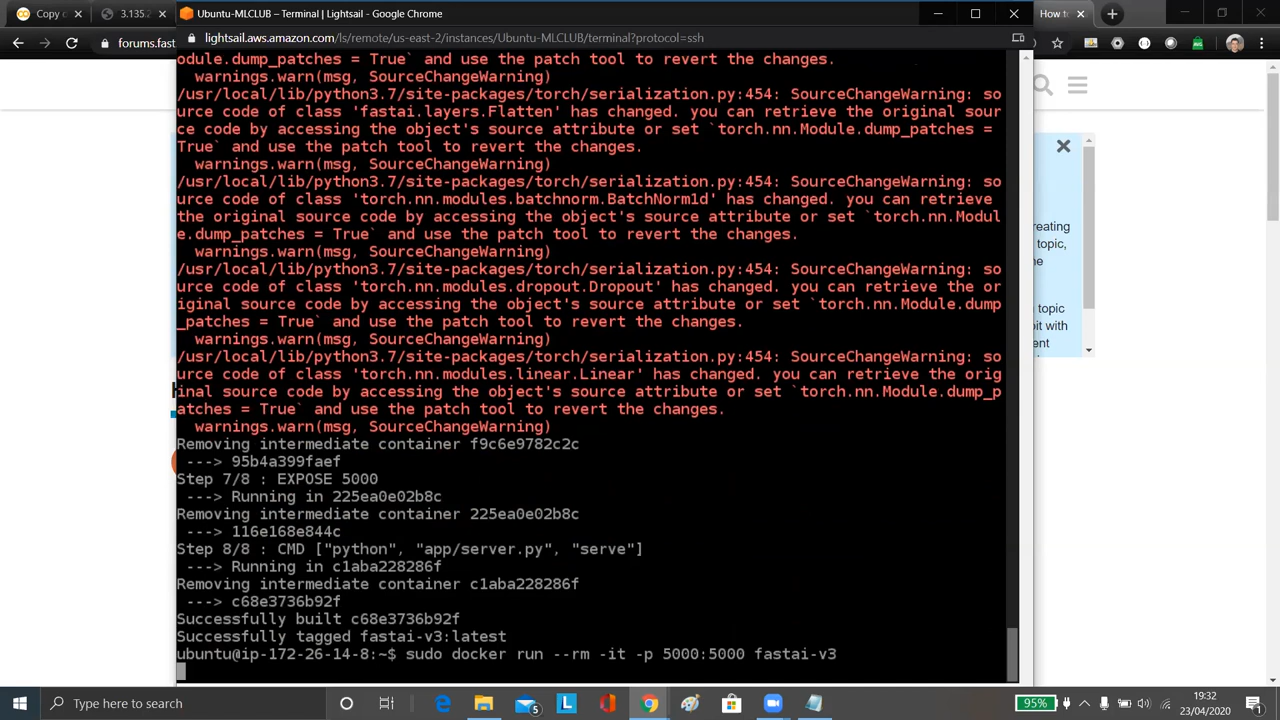 Copy c
3.135.2
Ubuntu-MLCLUB – Terminal | Lightsail - Google Chrome
How to
forums.fast
lightsail.aws.amazon.com/ls/remote/us-east-2/instances/Ubuntu-MLCLUB/terminal?protocol=ssh
odule.dump_patches = True` and use the patch tool to revert the changes.
warnings.warn(msg, SourceChangeWarning)
/usr/local/lib/python3.7/site-packages/torch/serialization.py:454: SourceChangeWarning: so
urce code of class 'fastai.layers.Flatten' has changed. you can retrieve the original sour
ce code by accessing the object's source attribute or set `torch.nn.Module.dump_patches =
True` and use the patch tool to revert the changes.
warnings.warn(msg, SourceChangeWarning)
/usr/local/lib/python3.7/site-packages/torch/serialization.py:454: SourceChangeWarning: so
urce code of class 'torch.nn.modules.batchnorm.BatchNorm1d' has changed. you can retrieve
the original source code by accessing the object's source attribute or set `torch.nn.Modul
e.dump_patches = True` and use the patch tool to revert the changes.
warnings.warn(msg, SourceChangeWarning)
/usr/local/lib/python3.7/site-packages/torch/serialization.py:454: SourceChangeWarning: so
urce code of class 'torch.nn.modules.dropout.Dropout' has changed. you can retrieve the or
iginal source code by accessing the object's source attribute or set `torch.nn.Module.dump
_patches = True` and use the patch tool to revert the changes.
warnings.warn(msg, SourceChangeWarning)
/usr/local/lib/python3.7/site-packages/torch/serialization.py:454: SourceChangeWarning: so
urce code of class 'torch.nn.modules.linear.Linear' has changed. you can retrieve the orig
inal source code by accessing the object's source attribute or set `torch.nn.Module.dump_p
atches = True` and use the patch tool to revert the changes.
warnings.warn(msg, SourceChangeWarning)
Removing intermediate container f9c6e9782c2c
---> 95b4a399faef
Step 7/8 : EXPOSE 5000
---> Running in 225ea0e02b8c
Removing intermediate container 225ea0e02b8c
---> 116e168e844c
Step 8/8 : CMD ["python", "app/server.py", "serve"]
---> Running in c1aba228286f
Removing intermediate container c1aba228286f
---> c68e3736b92f
Successfully built c68e3736b92f
Successfully tagged fastai-v3:latest
ubuntu@ip-172-26-14-8:~$ sudo docker run --rm -it -p 5000:5000 fastai-v3
reating
topic,
ne
topic
bit with
ent
Type here to search
5
L
95%
19:32
23/04/2020